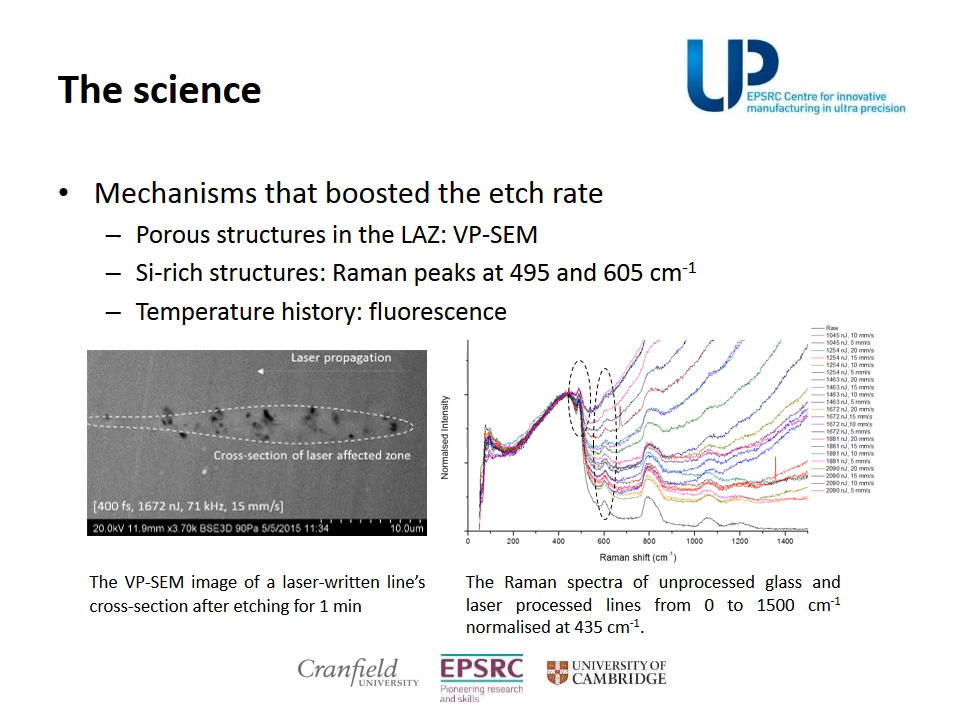 The science
UP
EPSRC Centre for innovative
manufacturing in ultra precision
• Mechanisms that boosted the etch rate
– Porous structures in the LAZ: VP-SEM
– Si-rich structures: Raman peaks at 495 and 605 cm-1
– Temperature history: fluorescence
Laser propagation
Cross-section of laser affected zone
[400 fs, 1672 nJ, 71 kHz, 15 mm/s]
20.0kV 11.9mm x3.70k BSE3D 90Pa 5/5/2015 11:34 10.0um
Normalised Intensity
0 200 400 600 800 1000 1200 1400
Raman shift (cm-1)
Raw
1045 nJ, 10 mm/s
1045 nJ, 5 mm/s
1254 nJ, 20 mm/s
1254 nJ, 15 mm/s
1254 nJ, 10 mm/s
1254 nJ, 5 mm/s
1463 nJ, 20 mm/s
1463 nJ, 15 mm/s
1463 nJ, 10 mm/s
1463 nJ, 5 mm/s
1672 nJ, 20 mm/s
1672 nJ,15 mm/s
1672 nJ,10 mm/s
1672 nJ, 5 mm/s
1881 nJ, 20 mm/s
1881 nJ, 15 mm/s
1881 nJ, 10 mm/s
1881 nJ, 5 mm/s
2090 nJ, 20 mm/s
2090 nJ, 15 mm/s
2090 nJ, 10 mm/s
2090 nJ, 5 mm/s
The VP-SEM image of a laser-written line's
cross-section after etching for 1 min
The Raman spectra of unprocessed glass and
laser processed lines from 0 to 1500 cm-1
normalised at 435 cm-1.
Cranfield
UNIVERSITY
EPSRC
Pioneering research
and skills
UNIVERSITY OF
CAMBRIDGE